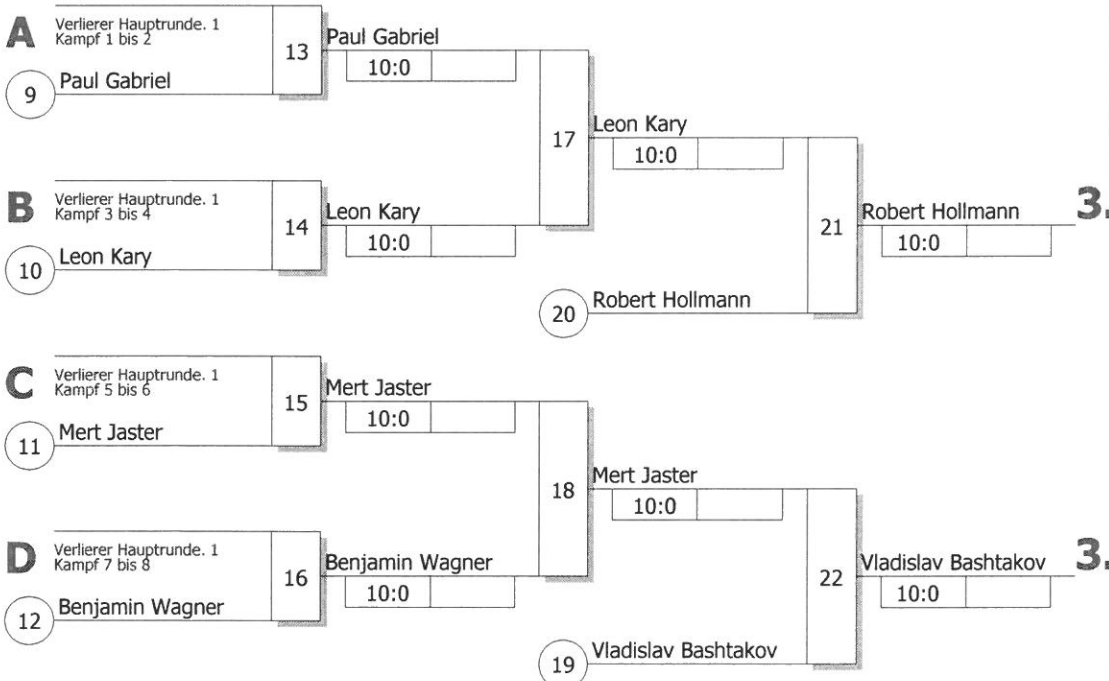 A
Verlierer Hauptrunde. 1
Kampf 1 bis 2
13
Paul Gabriel
10:0
9
Paul Gabriel
17
Leon Kary
10:0
B
Verlierer Hauptrunde. 1
Kampf 3 bis 4
14
Leon Kary
10:0
10
Leon Kary
21
Robert Hollmann
10:0
3.
20
Robert Hollmann
C
Verlierer Hauptrunde. 1
Kampf 5 bis 6
15
Mert Jaster
10:0
11
Mert Jaster
18
Mert Jaster
10:0
D
Verlierer Hauptrunde. 1
Kampf 7 bis 8
16
Benjamin Wagner
10:0
12
Benjamin Wagner
22
Vladislav Bashtakov
10:0
3.
19
Vladislav Bashtakov